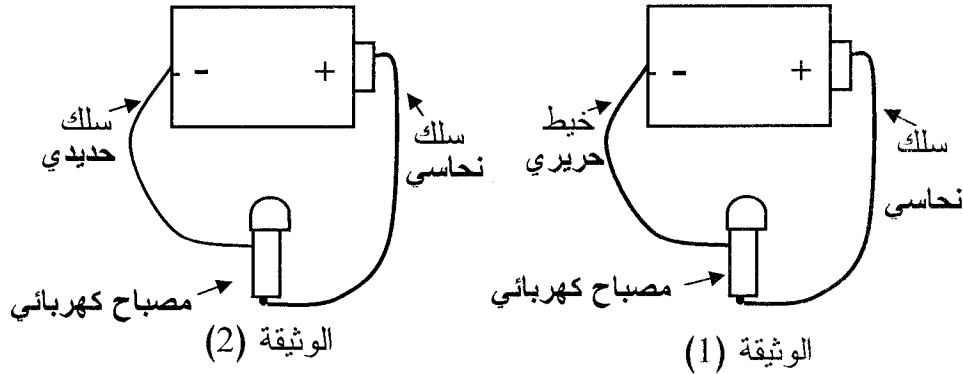 - +
خيط
حريري
سلك
نحاسي
مصباح كهربائي
الوثيقة (1)
- +
سلك
حديدي
سلك
نحاسي
مصباح كهربائي
الوثيقة (2)